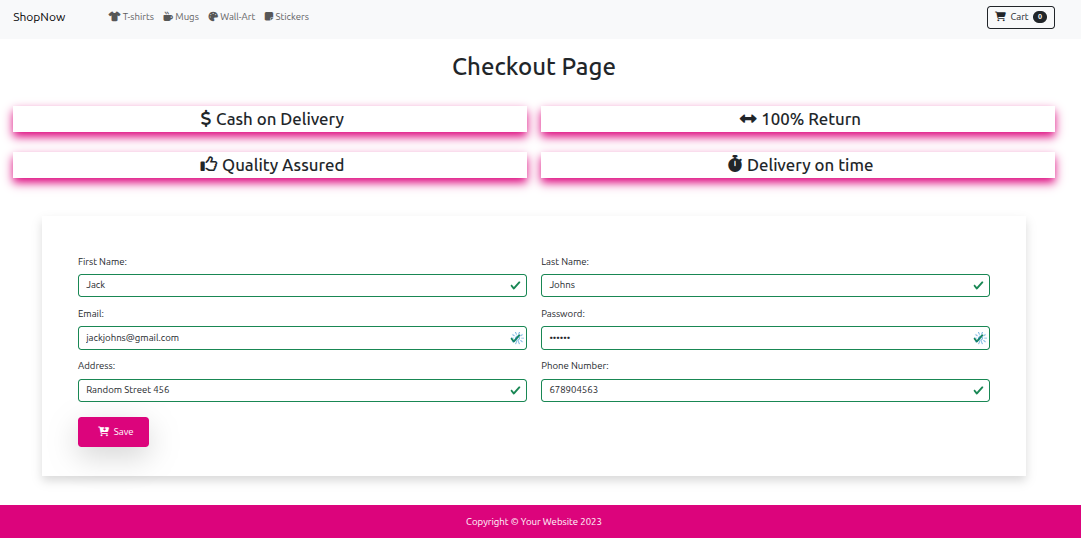 ShopNow T-shirts Mugs Wall-Art Stickers Cart 0
Checkout Page
$ Cash on Delivery 100% Return
Quality Assured Delivery on time
First Name: Last Name:
Jack Johns
Email: Password:
jackjohns@gmail.com ••••••
Address: Phone Number:
Random Street 456 678904563
Save
Copyright © Your Website 2023